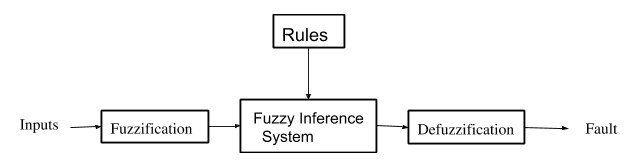 Rules
Inputs
Fuzzification
Fuzzy Inference
System
Defuzzification
Fault